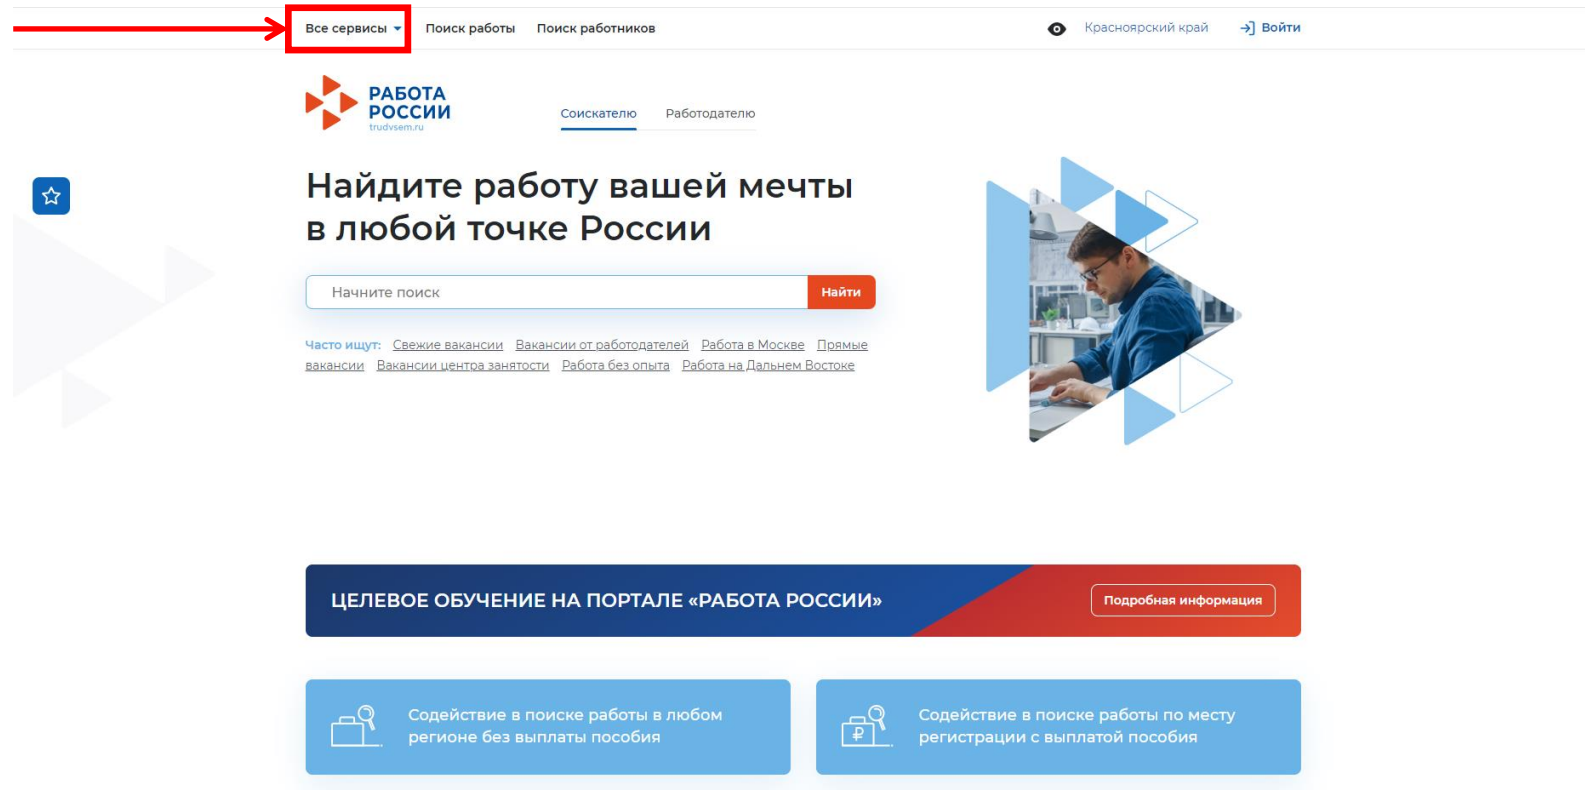 Все сервисы Поиск работы Поиск работников Красноярский край Войти
РАБОТА
РОССИИ
trudvsem.ru
Соискателю Работодателю
Найдите работу вашей мечты
в любой точке России
Начните поиск Найти
Часто ищут: Свежие вакансии Вакансии от работодателей Работа в Москве Прямые
вакансии Вакансии центра занятости Работа без опыта Работа на Дальнем Востоке
ЦЕЛЕВОЕ ОБУЧЕНИЕ НА ПОРТАЛЕ «РАБОТА РОССИИ» Подробная информация
Содействие в поиске работы в любом
регионе без выплаты пособия
Содействие в поиске работы по месту
регистрации с выплатой пособия